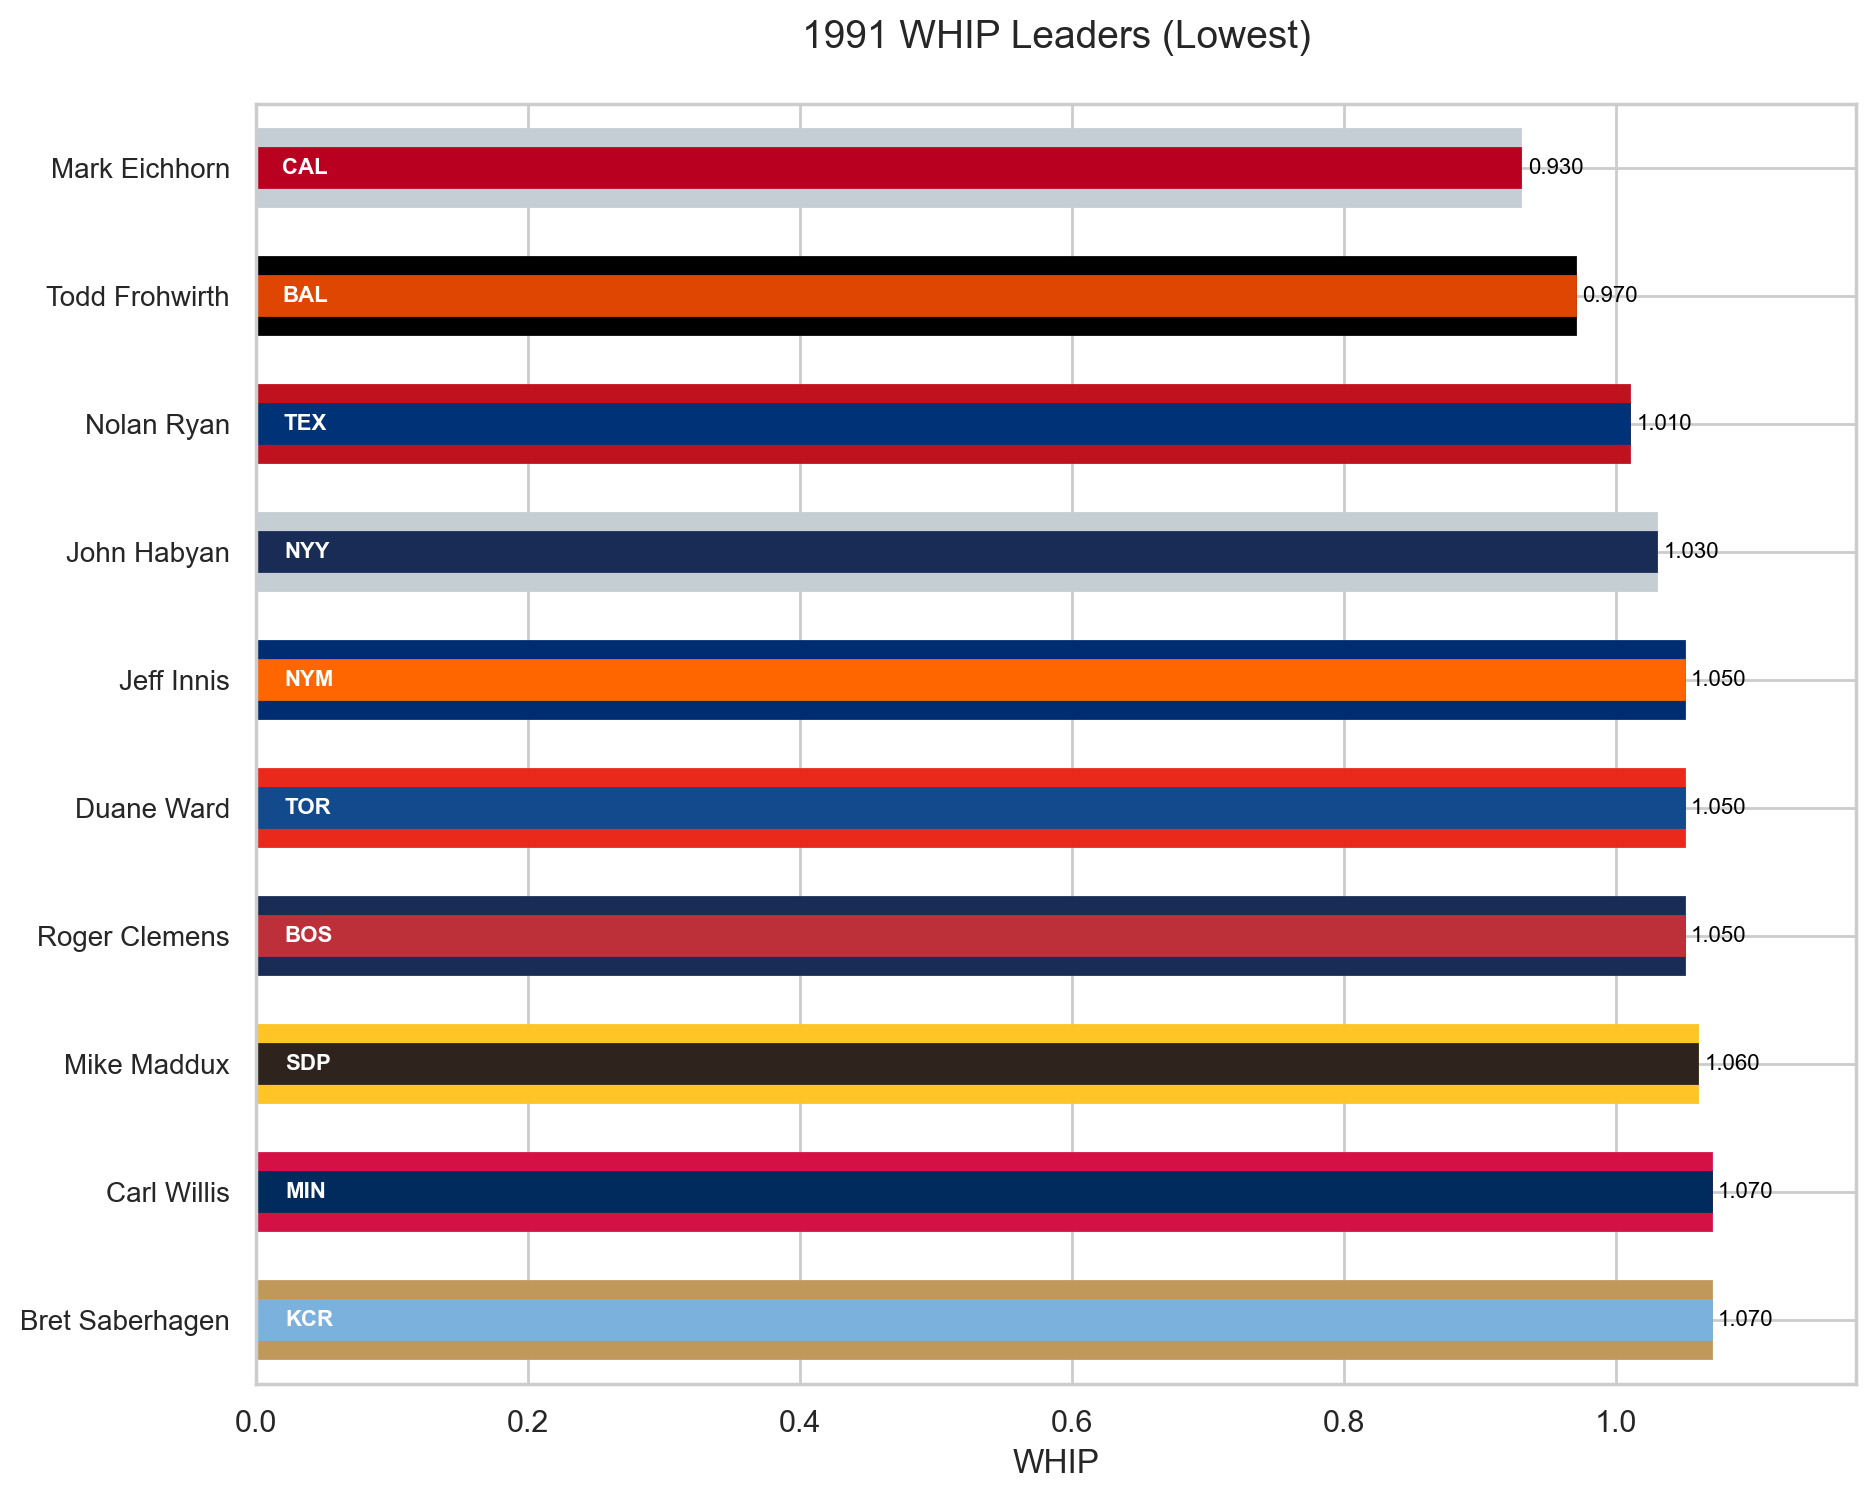 1991 WHIP Leaders (Lowest)
Mark Eichhorn CAL 0.930
Todd Frohwirth BAL 0.970
Nolan Ryan TEX 1.010
John Habyan NYY 1.030
Jeff Innis NYM 1.050
Duane Ward TOR 1.050
Roger Clemens BOS 1.050
Mike Maddux SDP 1.060
Carl Willis MIN 1.070
Bret Saberhagen KCR 1.070
0.0 0.2 0.4 0.6 0.8 1.0
WHIP